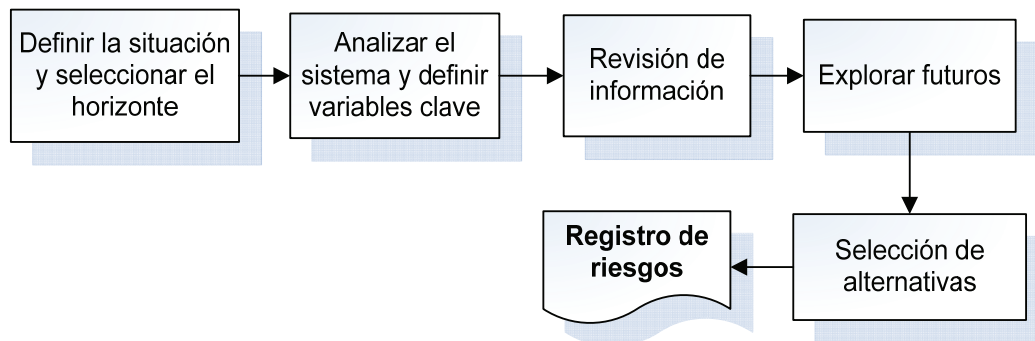 Definir la situación
y seleccionar el
horizonte
Analizar el
sistema y definir
variables clave
Revisión de
información
Explorar futuros
Selección de
alternativas
Registro de
riesgos